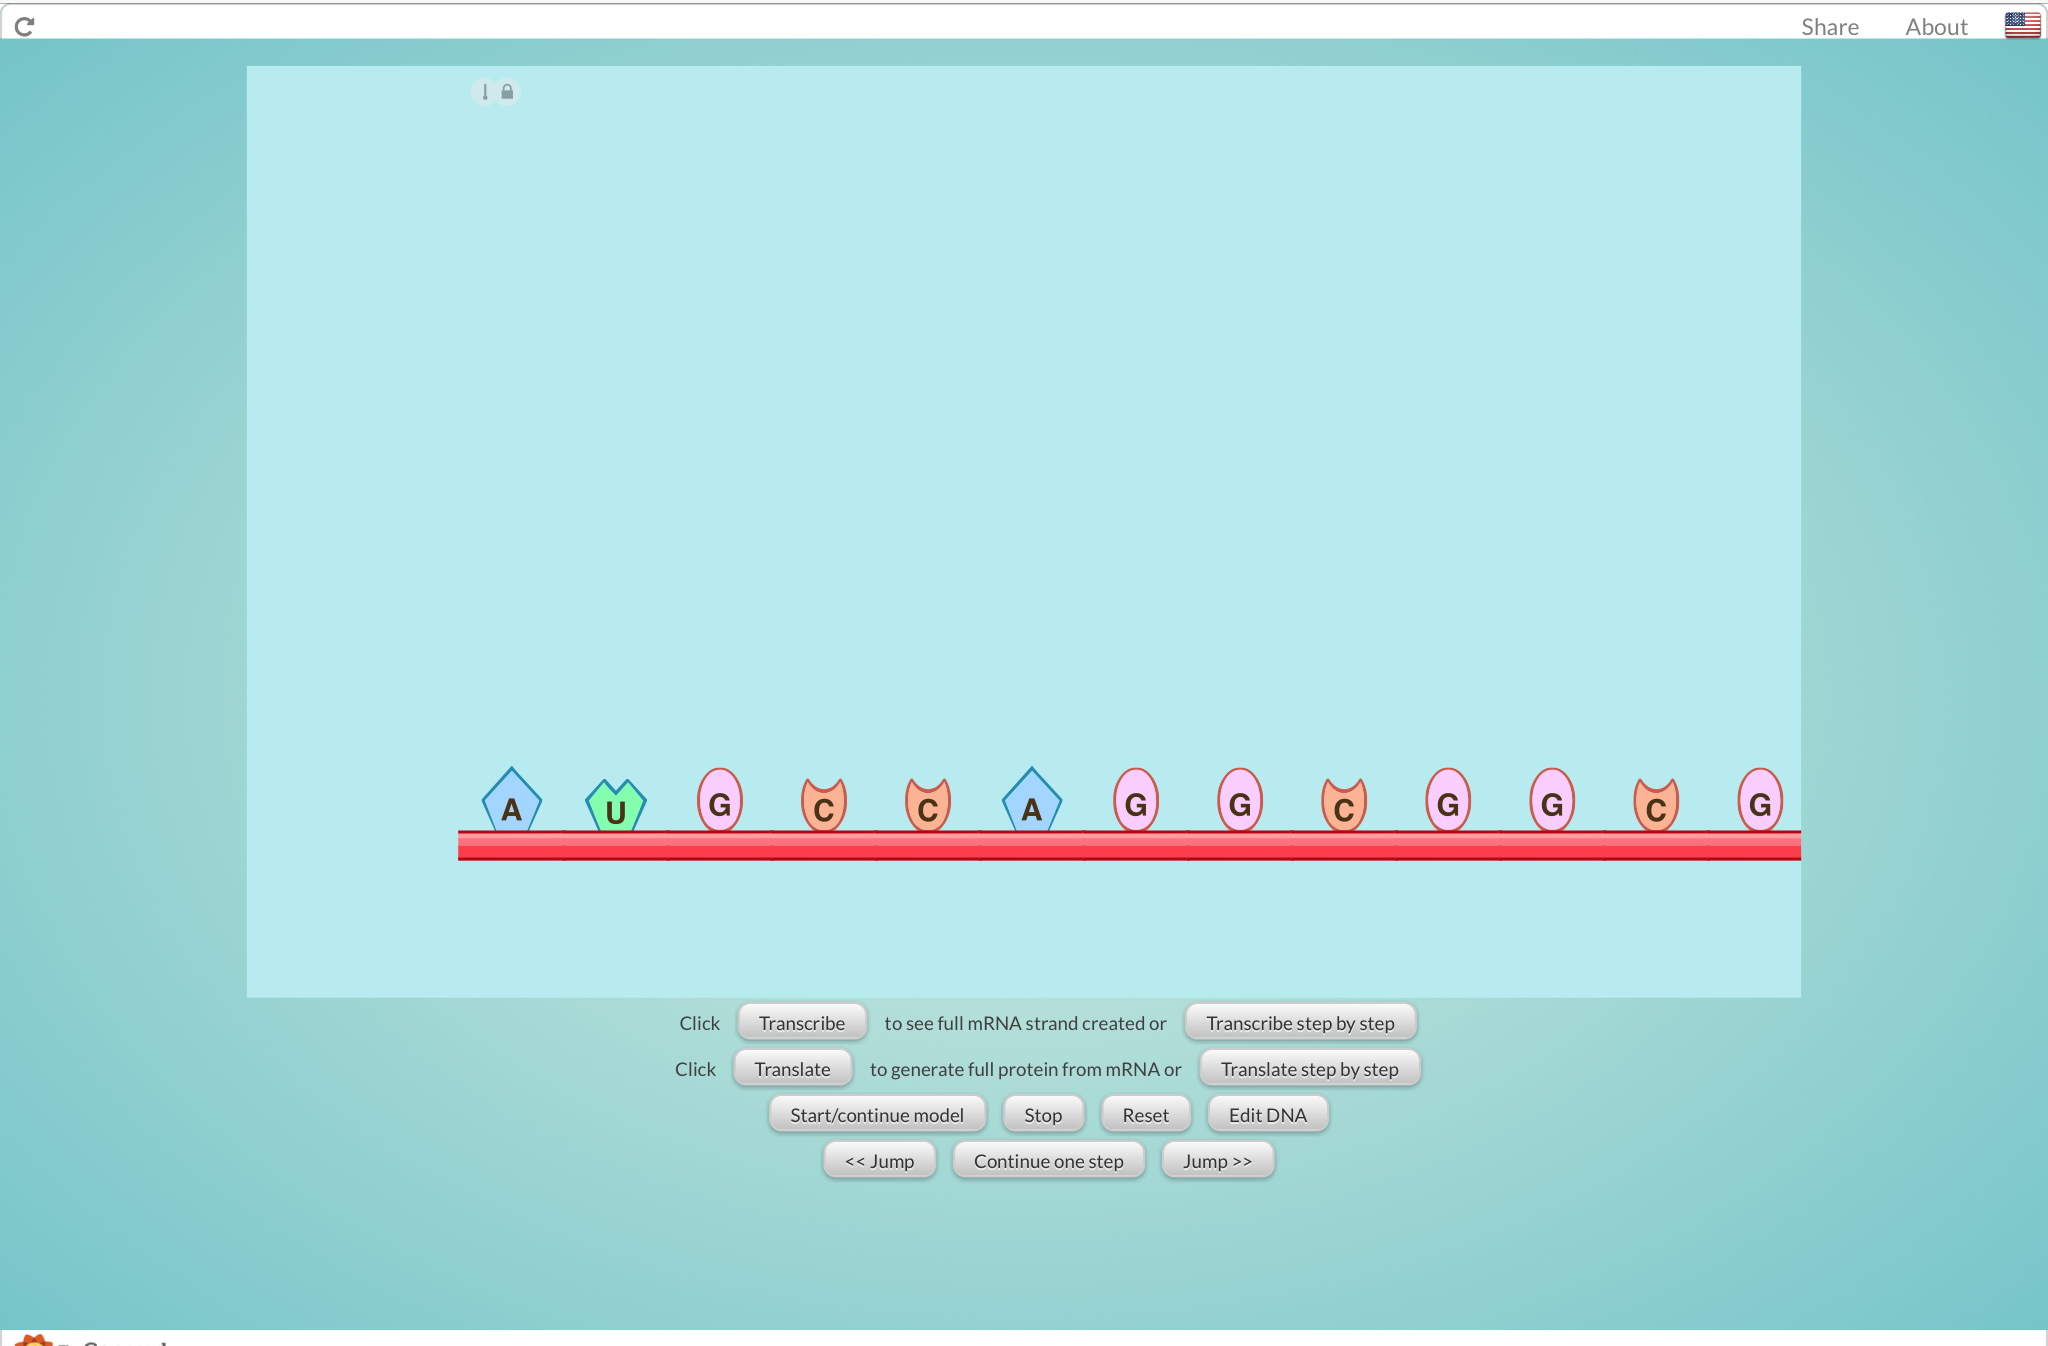 Share About
A U G C C A G G C G G C G
Click Transcribe to see full mRNA strand created or Transcribe step by step
Click Translate to generate full protein from mRNA or Translate step by step
Start/continue model Stop Reset Edit DNA
<< Jump Continue one step Jump >>